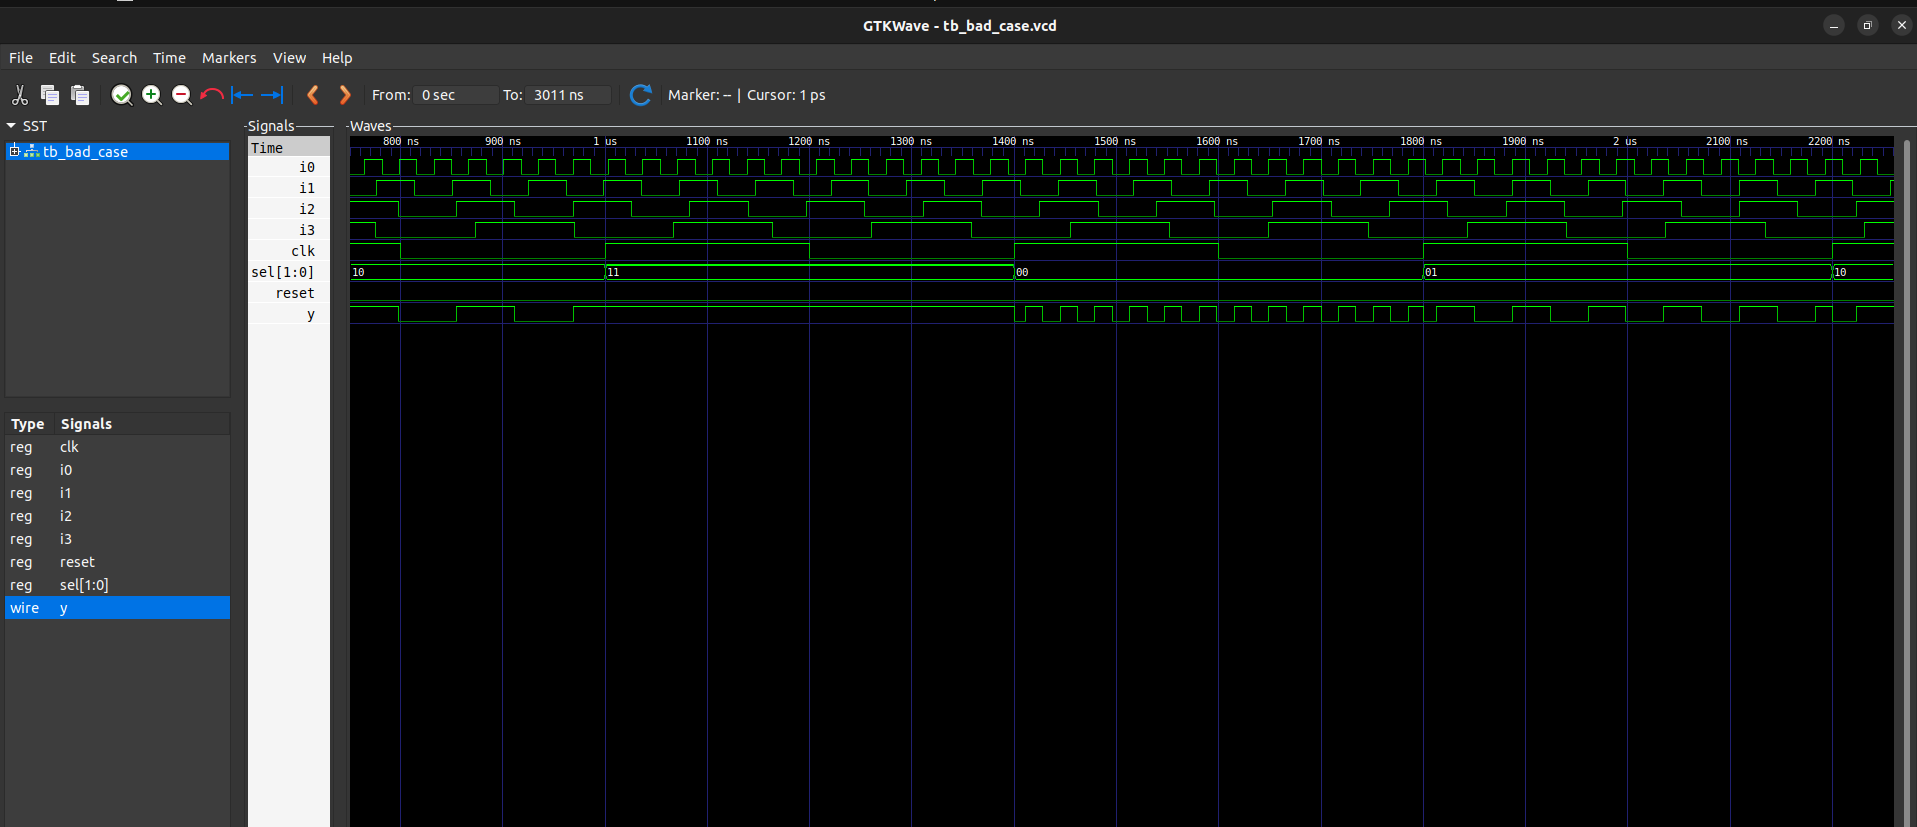 GTKWave - tb_bad_case.vcd
File Edit Search Time Markers View Help
From: 0 sec To: 3011 ns Marker: -- | Cursor: 1 ps
SST
tb_bad_case
Type Signals
reg clk
reg i0
reg i1
reg i2
reg i3
reg reset
reg sel[1:0]
wire y
Signals
Time
i0
i1
i2
i3
clk
sel[1:0]
reset
y
Waves
800 ns 900 ns 1 us 1100 ns 1200 ns 1300 ns 1400 ns 1500 ns 1600 ns 1700 ns 1800 ns 1900 ns 2 us 2100 ns 2200 ns
10 11 00 01 10